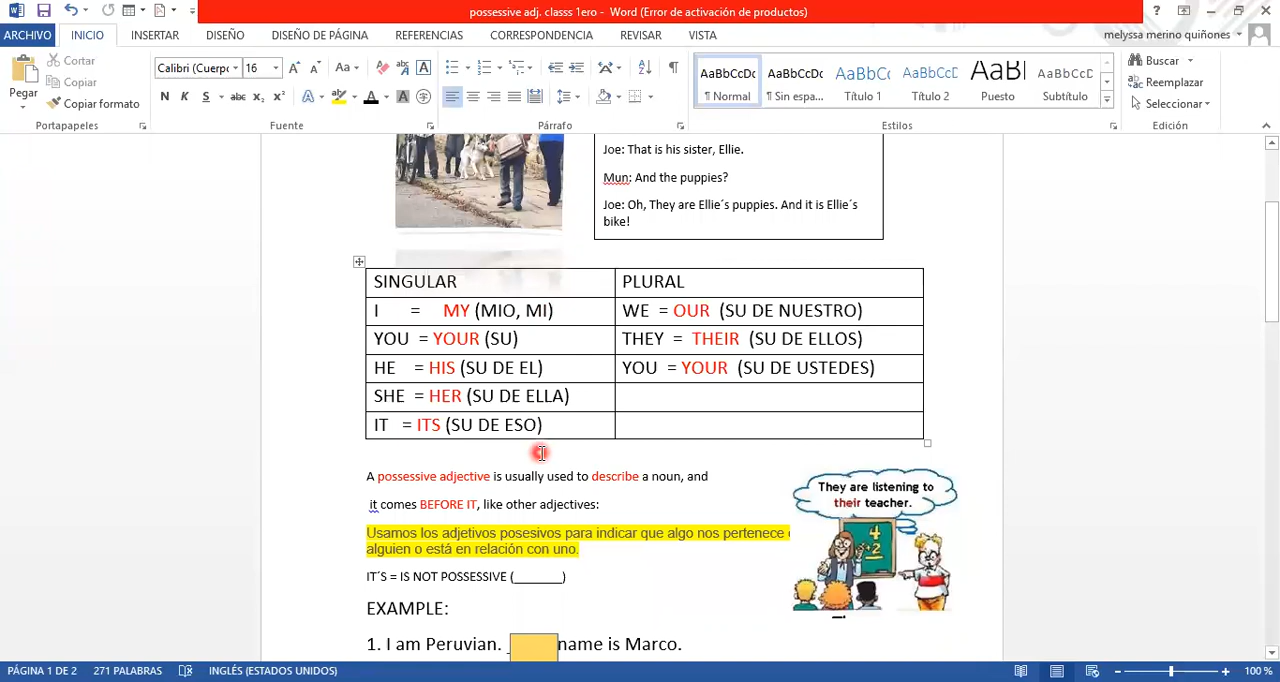 possessive adj. classs 1ero - Word (Error de activación de productos)
ARCHIVO INICIO INSERTAR DISEÑO DISEÑO DE PÁGINA REFERENCIAS CORRESPONDENCIA REVISAR VISTA
melyssa merino quiñones
Pegar
Cortar
Copiar
Copiar formato
Portapapeles
Calibri (Cuerpo 16
Fuente
Párrafo
AaBbCcDc AaBbCcDc AaBbCc AaBbCcD AaBb AaBbCcD
¶ Normal ¶ Sin espa... Título 1 Título 2 Puesto Subtítulo
Estilos
Buscar
Reemplazar
Seleccionar
Edición
Joe: That is his sister, Ellie.
Mun: And the puppies?
Joe: Oh, They are Ellie´s puppies. And it is Ellie´s
bike!
SINGULAR PLURAL
I = MY (MIO, MI) WE = OUR (SU DE NUESTRO)
YOU = YOUR (SU) THEY = THEIR (SU DE ELLOS)
HE = HIS (SU DE EL) YOU = YOUR (SU DE USTEDES)
SHE = HER (SU DE ELLA)
IT = ITS (SU DE ESO)
A possessive adjective is usually used to describe a noun, and
it comes BEFORE IT, like other adjectives:
Usamos los adjetivos posesivos para indicar que algo nos pertenece
alguien o está en relación con uno.
IT´S = IS NOT POSSESSIVE (_______)
They are listening to
their teacher.
4
+2
EXAMPLE:
1. I am Peruvian. name is Marco.
PÁGINA 1 DE 2 271 PALABRAS INGLÉS (ESTADOS UNIDOS) 100 %